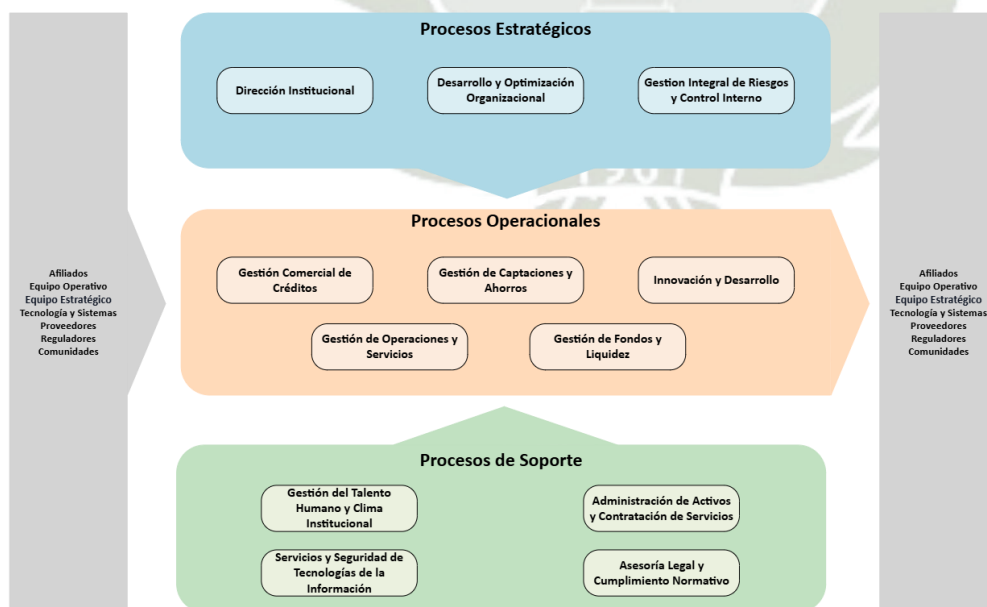 Procesos Estratégicos
Dirección Institucional
Desarrollo y Optimización
Organizacional
Gestion Integral de Riesgos
y Control Interno
1961
Procesos Operacionales
Gestión Comercial de
Créditos
Gestión de Captaciones y
Ahorros
Innovación y Desarrollo
Gestión de Operaciones y
Servicios
Gestión de Fondos y
Liquidez
Afiliados
Equipo Operativo
Equipo Estratégico
Tecnología y Sistemas
Proveedores
Reguladores
Comunidades
Afiliados
Equipo Operativo
Equipo Estratégico
Tecnología y Sistemas
Proveedores
Reguladores
Comunidades
Procesos de Soporte
Gestión del Talento
Humano y Clima
Institucional
Administración de Activos
y Contratación de Servicios
Servicios y Seguridad de
Tecnologías de la
Información
Asesoría Legal y
Cumplimiento Normativo